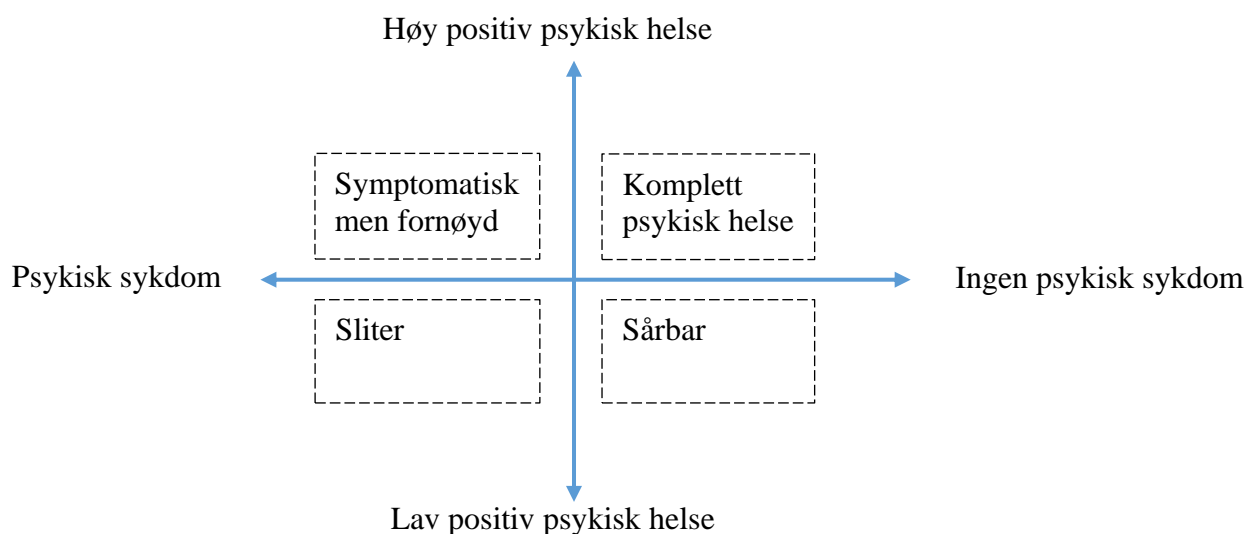 Høy positiv psykisk helse
Symptomatisk
men fornøyd
Komplett
psykisk helse
Psykisk sykdom
Ingen psykisk sykdom
Sliter
Sårbar
Lav positiv psykisk helse